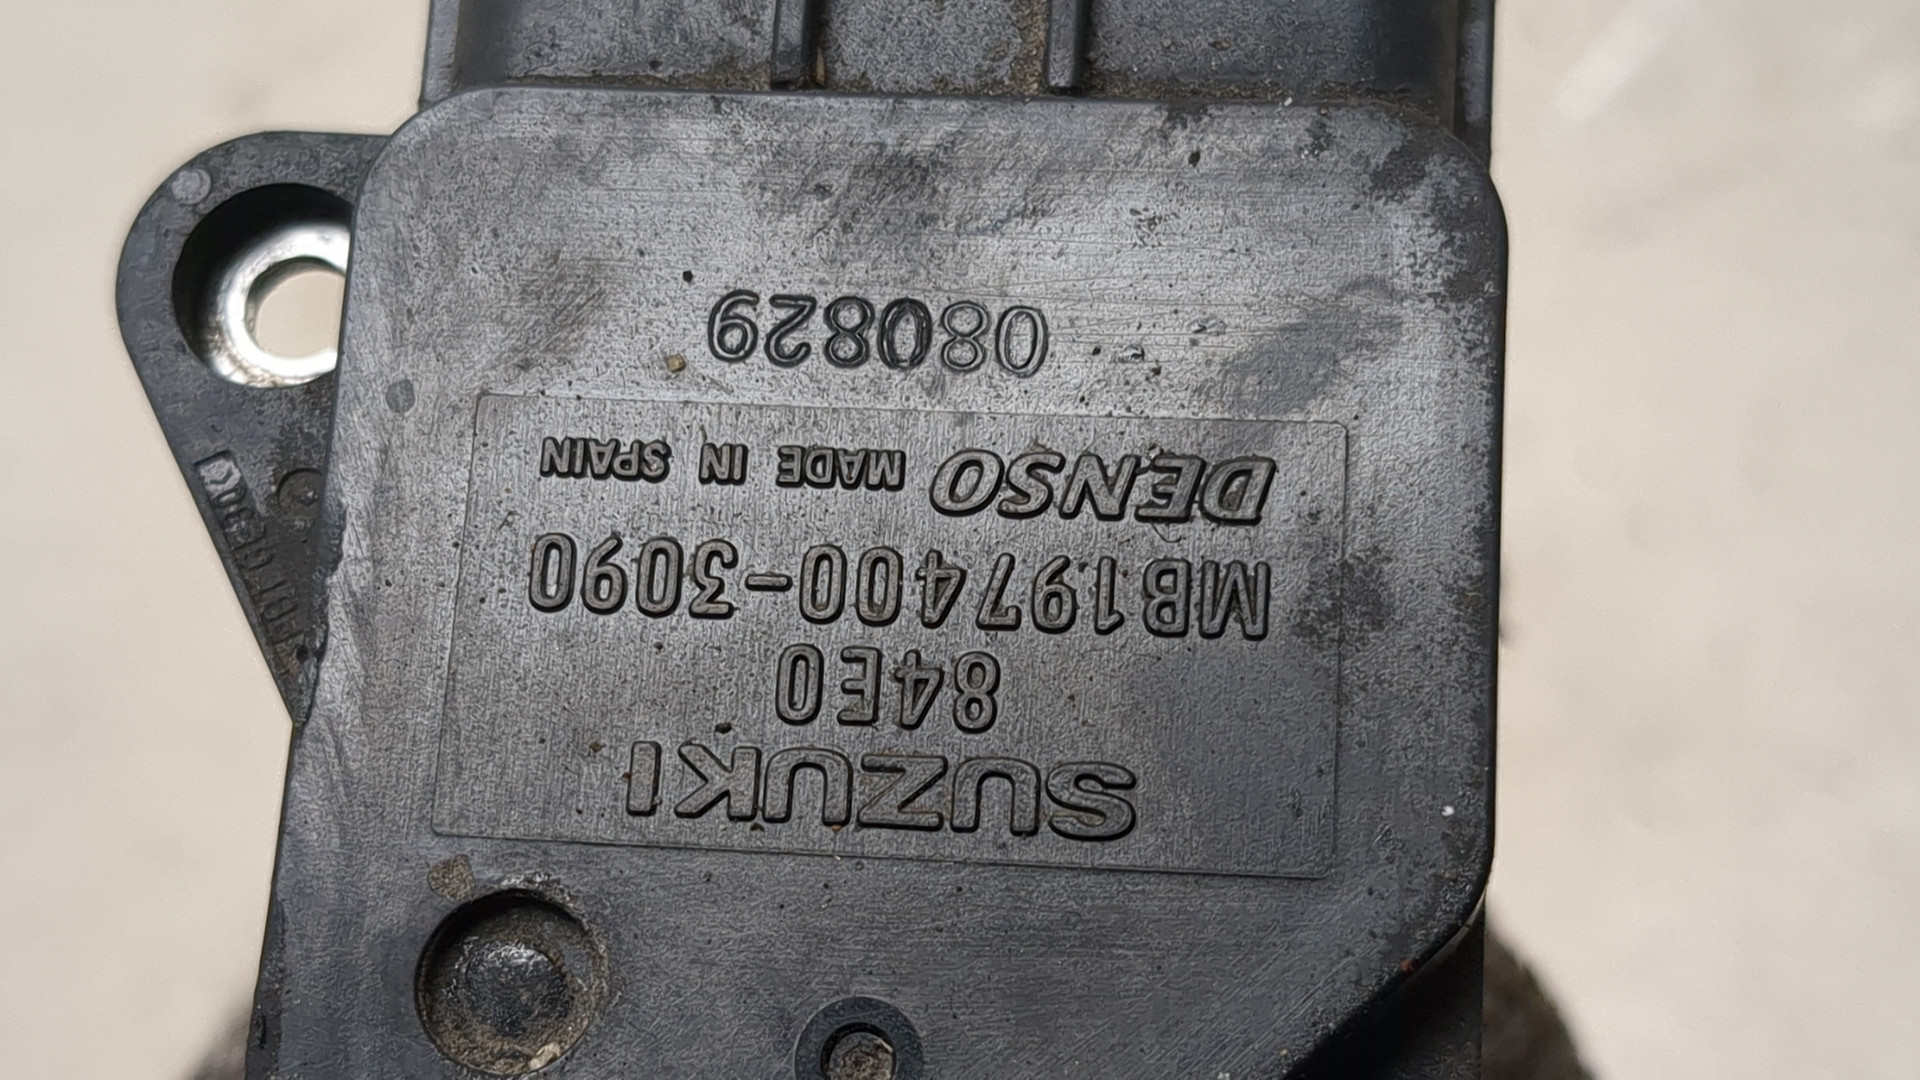 SUZUKI
84E0
MB197400-3090
DENSO MADE IN SPAIN
080829